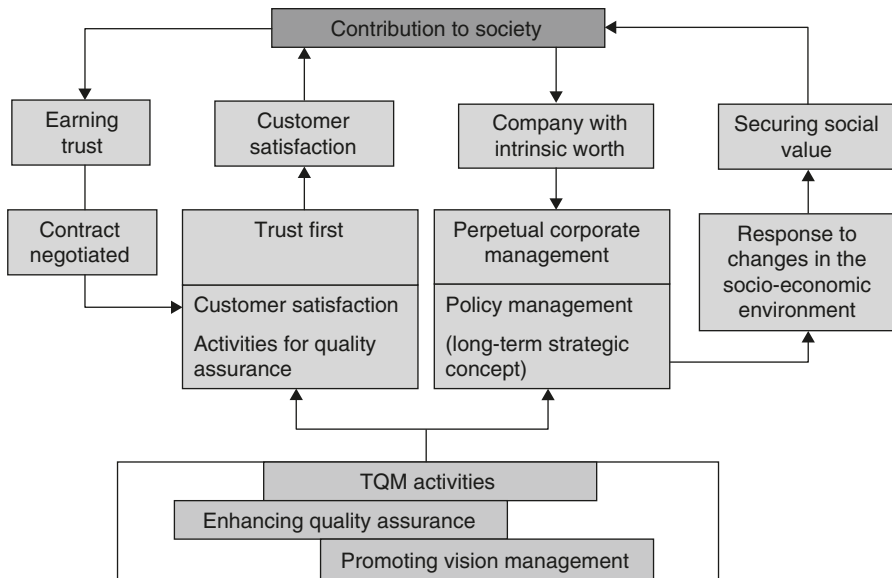 Contribution to society
Earning
trust
Customer
satisfaction
Company with
intrinsic worth
Securing social
value
Contract
negotiated
Trust first
Customer satisfaction
Activities for quality
assurance
Perpetual corporate
management
Policy management
(long-term strategic
concept)
Response to
changes in the
socio-economic
environment
TQM activities
Enhancing quality assurance
Promoting vision management